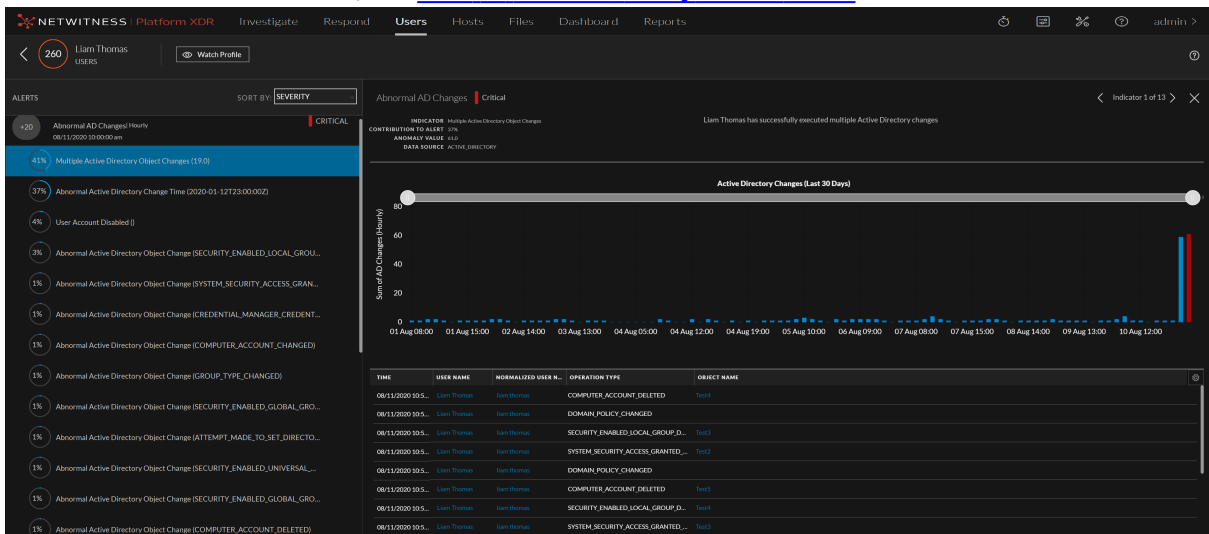 NETWITNESS | Platform XDR Investigate Respond Users Hosts Files Dashboard Reports admin >
260 Liam Thomas
USERS
Watch Profile
ALERTS SORT BY: SEVERITY
+20 Abnormal AD Changes| Hourly CRITICAL
08/11/2020 10:00:00 am
41% Multiple Active Directory Object Changes (19.0)
37% Abnormal Active Directory Change Time (2020-01-12T23:00:00Z)
4% User Account Disabled ()
3% Abnormal Active Directory Object Change (SECURITY_ENABLED_LOCAL_GROU...
1% Abnormal Active Directory Object Change (SYSTEM_SECURITY_ACCESS_GRAN...
1% Abnormal Active Directory Object Change (CREDENTIAL_MANAGER_CREDENT...
1% Abnormal Active Directory Object Change (COMPUTER_ACCOUNT_CHANGED)
1% Abnormal Active Directory Object Change (GROUP_TYPE_CHANGED)
1% Abnormal Active Directory Object Change (SECURITY_ENABLED_GLOBAL_GRO...
1% Abnormal Active Directory Object Change (ATTEMPT_MADE_TO_SET_DIRECTO...
1% Abnormal Active Directory Object Change (SECURITY_ENABLED_UNIVERSAL_...
1% Abnormal Active Directory Object Change (SECURITY_ENABLED_GLOBAL_GRO...
1% Abnormal Active Directory Object Change (COMPUTER_ACCOUNT_DELETED)
Abnormal AD Changes Critical Indicator 1 of 13
INDICATOR Multiple Active Directory Object Changes
CONTRIBUTION TO ALERT 37%
ANOMALY VALUE 61.0
DATA SOURCE ACTIVE_DIRECTORY
Liam Thomas has successfully executed multiple Active Directory changes
Active Directory Changes (Last 30 Days)
Sum of AD Changes (Hourly)
80
60
40
20
0
01 Aug 08:00 01 Aug 15:00 02 Aug 14:00 03 Aug 13:00 04 Aug 05:00 04 Aug 12:00 04 Aug 19:00 05 Aug 10:00 06 Aug 09:00 07 Aug 08:00 07 Aug 15:00 08 Aug 14:00 09 Aug 13:00 10 Aug 12:00
TIME USER NAME NORMALIZED USER N... OPERATION TYPE OBJECT NAME
08/11/2020 10:5... Liam Thomas liam thomas COMPUTER_ACCOUNT_DELETED Test4
08/11/2020 10:5... Liam Thomas liam thomas DOMAIN_POLICY_CHANGED
08/11/2020 10:5... Liam Thomas liam thomas SECURITY_ENABLED_LOCAL_GROUP_D... Test3
08/11/2020 10:5... Liam Thomas liam thomas SYSTEM_SECURITY_ACCESS_GRANTED_... Test2
08/11/2020 10:5... Liam Thomas liam thomas DOMAIN_POLICY_CHANGED
08/11/2020 10:5... Liam Thomas liam thomas COMPUTER_ACCOUNT_DELETED Test5
08/11/2020 10:5... Liam Thomas liam thomas SECURITY_ENABLED_LOCAL_GROUP_D... Test4
08/11/2020 10:5... Liam Thomas liam thomas SYSTEM_SECURITY_ACCESS_GRANTED_... Test3